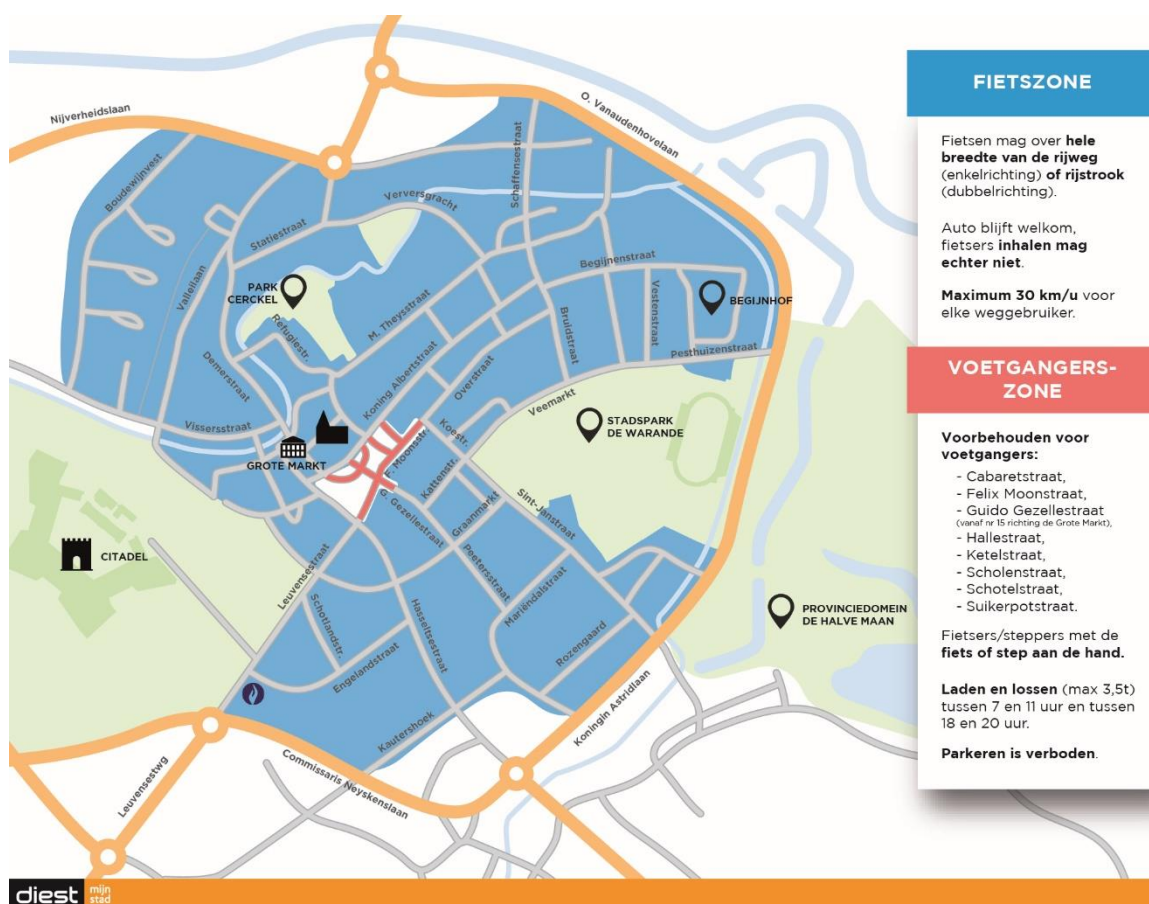 Nijverheidslaan
O. Vanaudenhovelaan
Boudewijnvest
Schaffensestraat
Verversgracht
Statiestraat
Valleilaan
Begijnenstraat
PARK
CERCKEL
BEGIJNHOF
Vestenstraat
M. Theysstraat
Refugiestr.
Bruidstraat
Pesthuizenstraat
Demerstraat
Koning Albertstraat
Overstraat
Veemarkt
Vissersstraat
STADSPARK
DE WARANDE
GROTE MARKT
F. Moonsstr.
Koestr.
Kattenstr.
G. Gezellestraat
Graanmarkt
Sint-Janstraat
CITADEL
Leuvensestraat
Peetersstraat
Mariëndalstraat
Schotlandstr.
Hasseltsestraat
PROVINCIEDOMEIN
DE HALVE MAAN
Engelandstraat
Rozengaard
Kautershoek
Koningin Astridlaan
Leuvensestwg
Commissaris Neyskenslaan
FIETSZONE
Fietsen mag over hele
breedte van de rijweg
(enkelrichting) of rijstrook
(dubbelrichting).
Auto blijft welkom,
fietsers inhalen mag
echter niet.
Maximum 30 km/u voor
elke weggebruiker.
VOETGANGERS-
ZONE
Voorbehouden voor
voetgangers:
- Cabaretstraat,
- Felix Moonstraat,
- Guido Gezellestraat
(vanaf nr 15 richting de Grote Markt),
- Hallestraat,
- Ketelstraat,
- Scholenstraat,
- Schotelstraat,
- Suikerpotstraat.
Fietsers/steppers met de
fiets of step aan de hand.
Laden en lossen (max 3,5t)
tussen 7 en 11 uur en tussen
18 en 20 uur.
Parkeren is verboden.
diest
mijn
stad